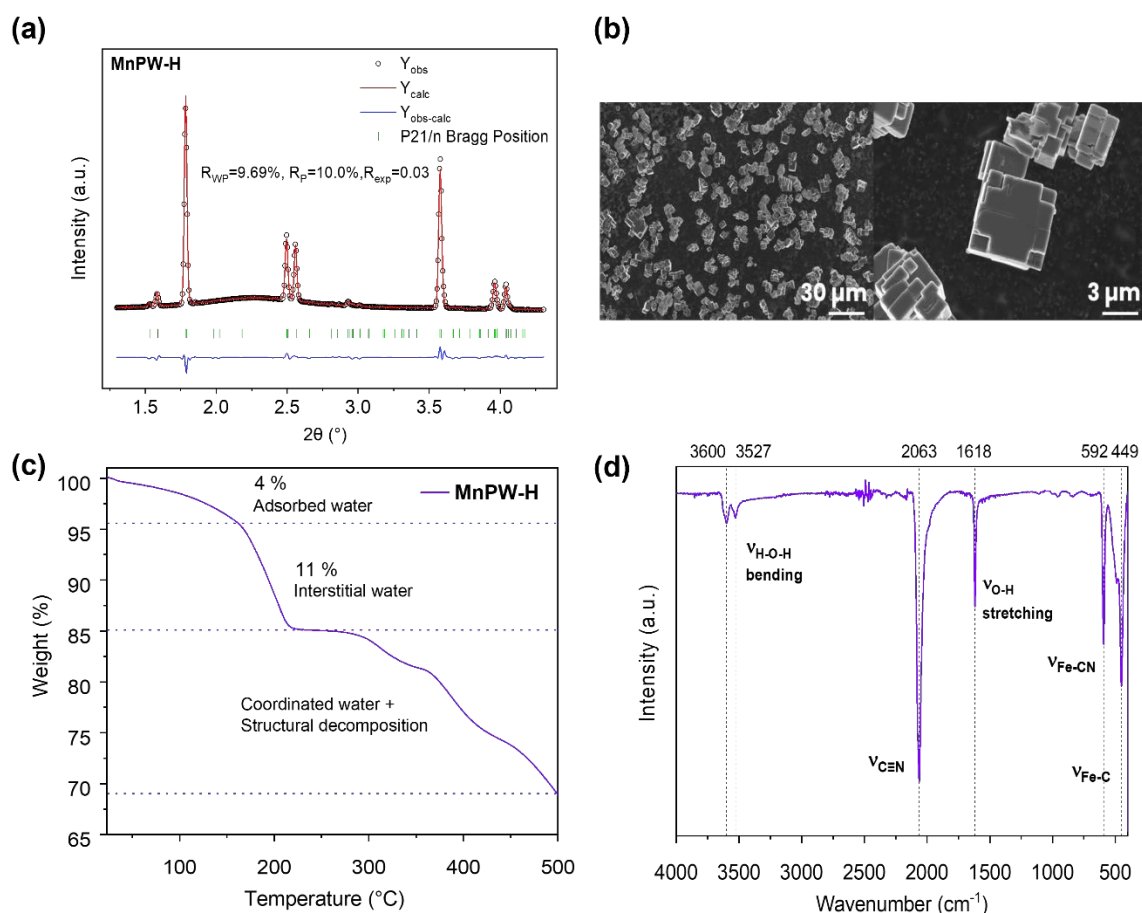 (a)
MnPW-H
Yobs
Ycalc
Yobs-calc
P21/n Bragg Position
RWP=9.69%, RP=10.0%,Rexp=0.03
Intensity (a.u.)
1.5 2.0 2.5 3.0 3.5 4.0
2θ (°)
(b)
30 µm
3 µm
(c)
MnPW-H
4 %
Adsorbed water
11 %
Interstitial water
Coordinated water +
Structural decomposition
Weight (%)
100
95
90
85
80
75
70
65
100 200 300 400 500
Temperature (°C)
(d)
3600 3527 2063 1618 592 449
νH-O-H
bending
νO-H
stretching
νFe-CN
νC≡N
νFe-C
Intensity (a.u.)
4000 3500 3000 2500 2000 1500 1000 500
Wavenumber (cm-1)